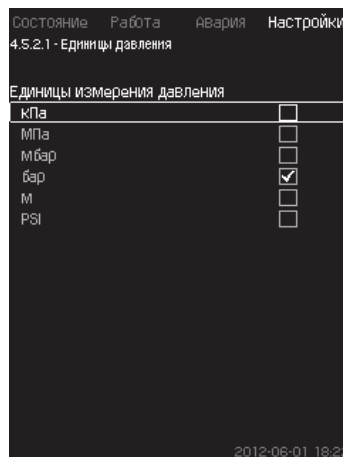 Состояние Работа Авария Настройки
4.5.2.1 - Единицы давления
Единицы измерения давления
кПа
МПа
Мбар
бар
М
PSI
2012-06-01 18:22